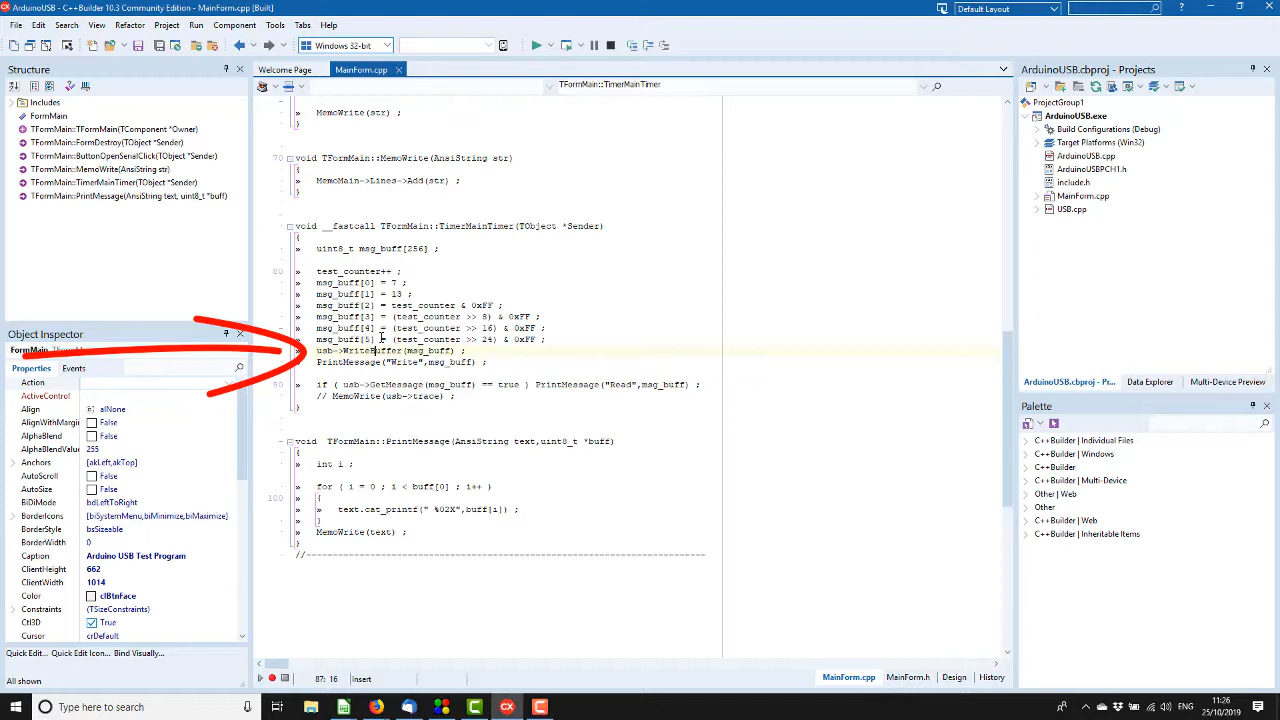 ArduinoUSB - C++Builder 10.3 Community Edition - MainForm.cpp [Built]
Default Layout
File Edit Search View Refactor Project Run Component Tools Tabs Help
Windows 32-bit
Structure
Includes
FormMain
TFormMain::TFormMain(TComponent *Owner)
TFormMain::FormDestroy(TObject *Sender)
TFormMain::ButtonOpenSerialClick(TObject *Sender)
TFormMain::MemoWrite(AnsiString str)
TFormMain::TimerMainTimer(TObject *Sender)
TFormMain::PrintMessage(AnsiString text, uint8_t *buff)
Object Inspector
FormMain TFormMain
Properties Events
Action
ActiveControl
Align alNone
AlignWithMargin False
AlphaBlend False
AlphaBlendValue 255
Anchors [akLeft,akTop]
AutoScroll False
AutoSize False
BiDiMode bdLeftToRight
BorderIcons [biSystemMenu,biMinimize,biMaximize]
BorderStyle bsSizeable
BorderWidth 0
Caption Arduino USB Test Program
ClientHeight 662
ClientWidth 1014
Color clBtnFace
Constraints (TSizeConstraints)
Ctl3D True
Cursor crDefault
Quick Edit... Quick Edit Icon... Bind Visually...
All shown
Welcome Page MainForm.cpp
TFormMain::TimerMainTimer
MemoWrite(str) ;
}
70 void TFormMain::MemoWrite(AnsiString str)
{
MemoMain->Lines->Add(str) ;
}
void __fastcall TFormMain::TimerMainTimer(TObject *Sender)
{
uint8_t msg_buff[256] ;
80 test_counter++ ;
msg_buff[0] = 7 ;
msg_buff[1] = 13 ;
msg_buff[2] = test_counter & 0xFF ;
msg_buff[3] = (test_counter >> 8) & 0xFF ;
msg_buff[4] = (test_counter >> 16) & 0xFF ;
msg_buff[5] = (test_counter >> 24) & 0xFF ;
usb->WriteBuffer(msg_buff) ;
PrintMessage("Write",msg_buff) ;
90 if ( usb->GetMessage(msg_buff) == true ) PrintMessage("Read",msg_buff) ;
// MemoWrite(usb->trace) ;
}
void TFormMain::PrintMessage(AnsiString text,uint8_t *buff)
{
int i ;
for ( i = 0 ; i < buff[0] ; i++ )
100 {
text.cat_printf(" %02X",buff[i]) ;
}
MemoWrite(text) ;
}
//---------------------------------------------------------------------------
87: 16 Insert
MainForm.cpp MainForm.h Design History
ArduinoUSB.cbproj - Projects
ProjectGroup1
ArduinoUSB.exe
Build Configurations (Debug)
Target Platforms (Win32)
ArduinoUSB.cpp
ArduinoUSBPCH1.h
include.h
MainForm.cpp
USB.cpp
ArduinoUSB.cbproj - Pr... Data Explorer Multi-Device Preview
Palette
C++Builder | Individual Files
C++Builder | Windows
C++Builder
C++Builder | Multi-Device
Other | Web
Other
C++Builder | Web
C++Builder | Inheritable Items
Type here to search
ENG
11:26
25/10/2019